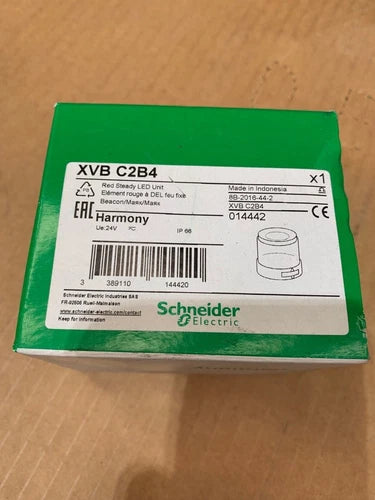 XVB C2B4
x1
Red Steady LED Unit
Elément rouge à DEL feu fixe
Beacon/Маяк/Маяк
Made in Indonesia
8B-2016-44-2
XVB C2B4
014442
EAC
CE
Harmony
Ue:24V
IP 66
3 389110 144420
Schneider Electric Industries SAS
FR-92506 Rueil-Malmaison
www.schneider-electric.com/contact
Keep for Information
Schneider
Electric